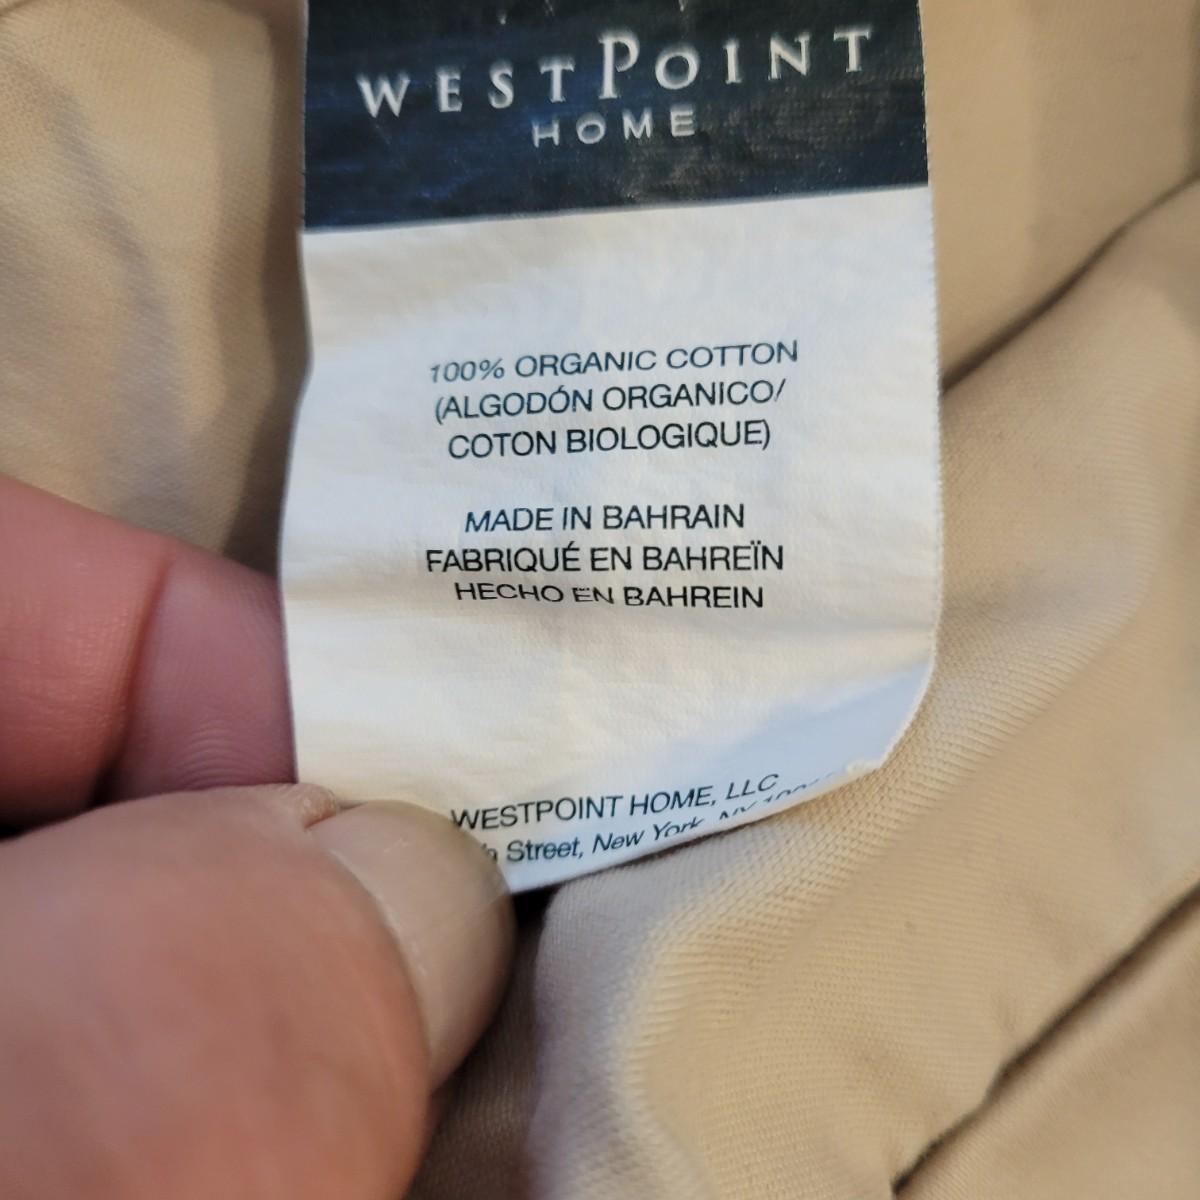 WESTPOINT
HOME
100% ORGANIC COTTON
(ALGODÓN ORGANICO/
COTON BIOLOGIQUE)
MADE IN BAHRAIN
FABRIQUÉ EN BAHREÏN
HECHO EN BAHREIN
WESTPOINT HOME, LLC
Street, New York, NY